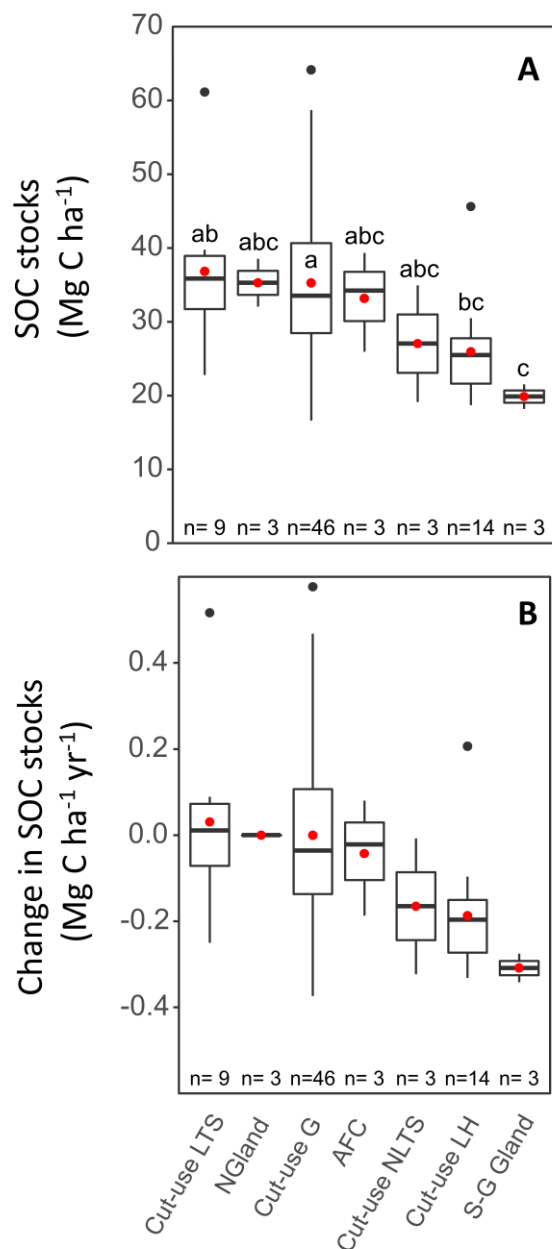 A
SOC stocks
(Mg C ha⁻¹)
70
60
50
40
30
20
10
0
ab
abc
a
abc
abc
bc
c
n= 9 n= 3 n=46 n= 3 n= 3 n=14 n= 3
B
Change in SOC stocks
(Mg C ha⁻¹ yr⁻¹)
0.4
0.2
0.0
-0.2
-0.4
n= 9 n= 3 n=46 n= 3 n= 3 n=14 n= 3
Cut-use LTS
NGland
Cut-use G
AFC
Cut-use NLTS
Cut-use LH
S-G Gland